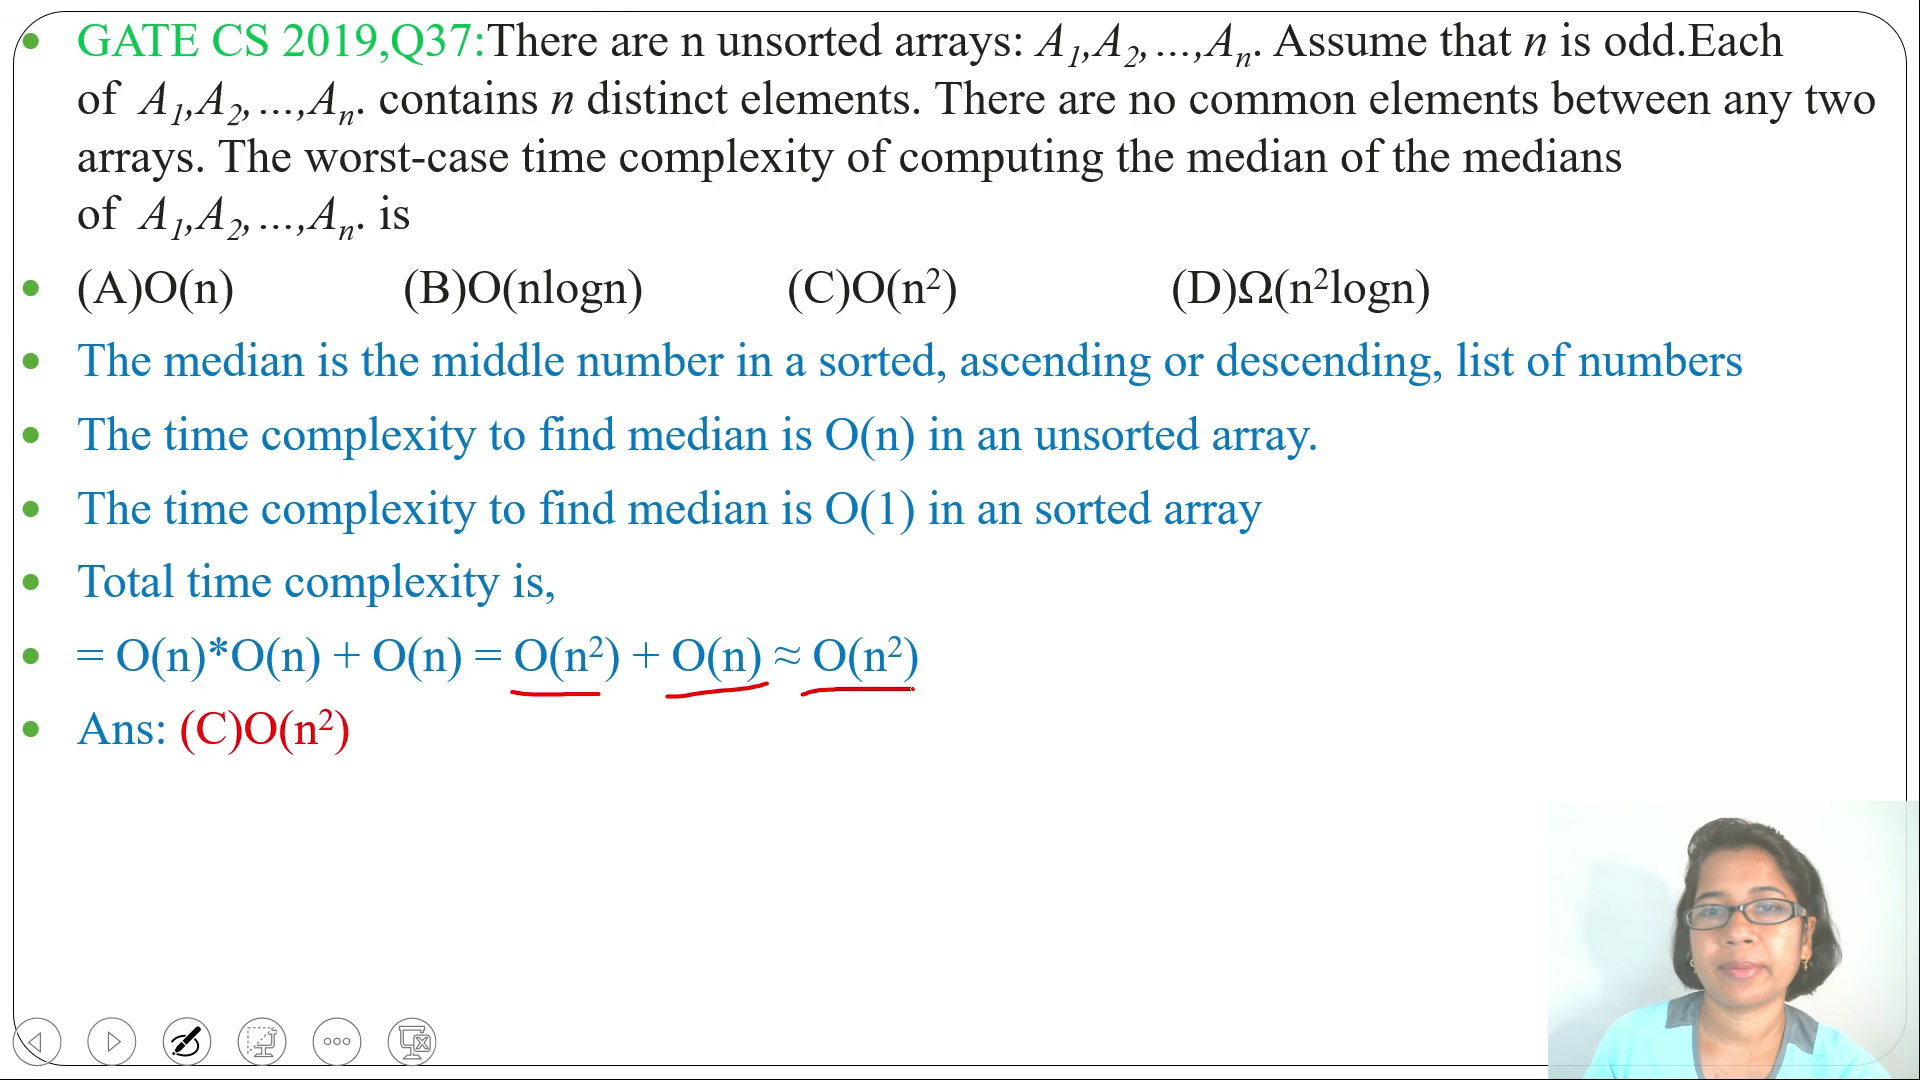 GATE CS 2019,Q37:There are n unsorted arrays: A₁,A₂,...,Aₙ. Assume that n is odd.Each
of A₁,A₂,...,Aₙ. contains n distinct elements. There are no common elements between any two
arrays. The worst-case time complexity of computing the median of the medians
of A₁,A₂,...,Aₙ. is
(A)O(n) (B)O(nlogn) (C)O(n²) (D)Ω(n²logn)
The median is the middle number in a sorted, ascending or descending, list of numbers
The time complexity to find median is O(n) in an unsorted array.
The time complexity to find median is O(1) in an sorted array
Total time complexity is,
= O(n)*O(n) + O(n) = O(n²) + O(n) ≈ O(n²)
Ans: (C)O(n²)